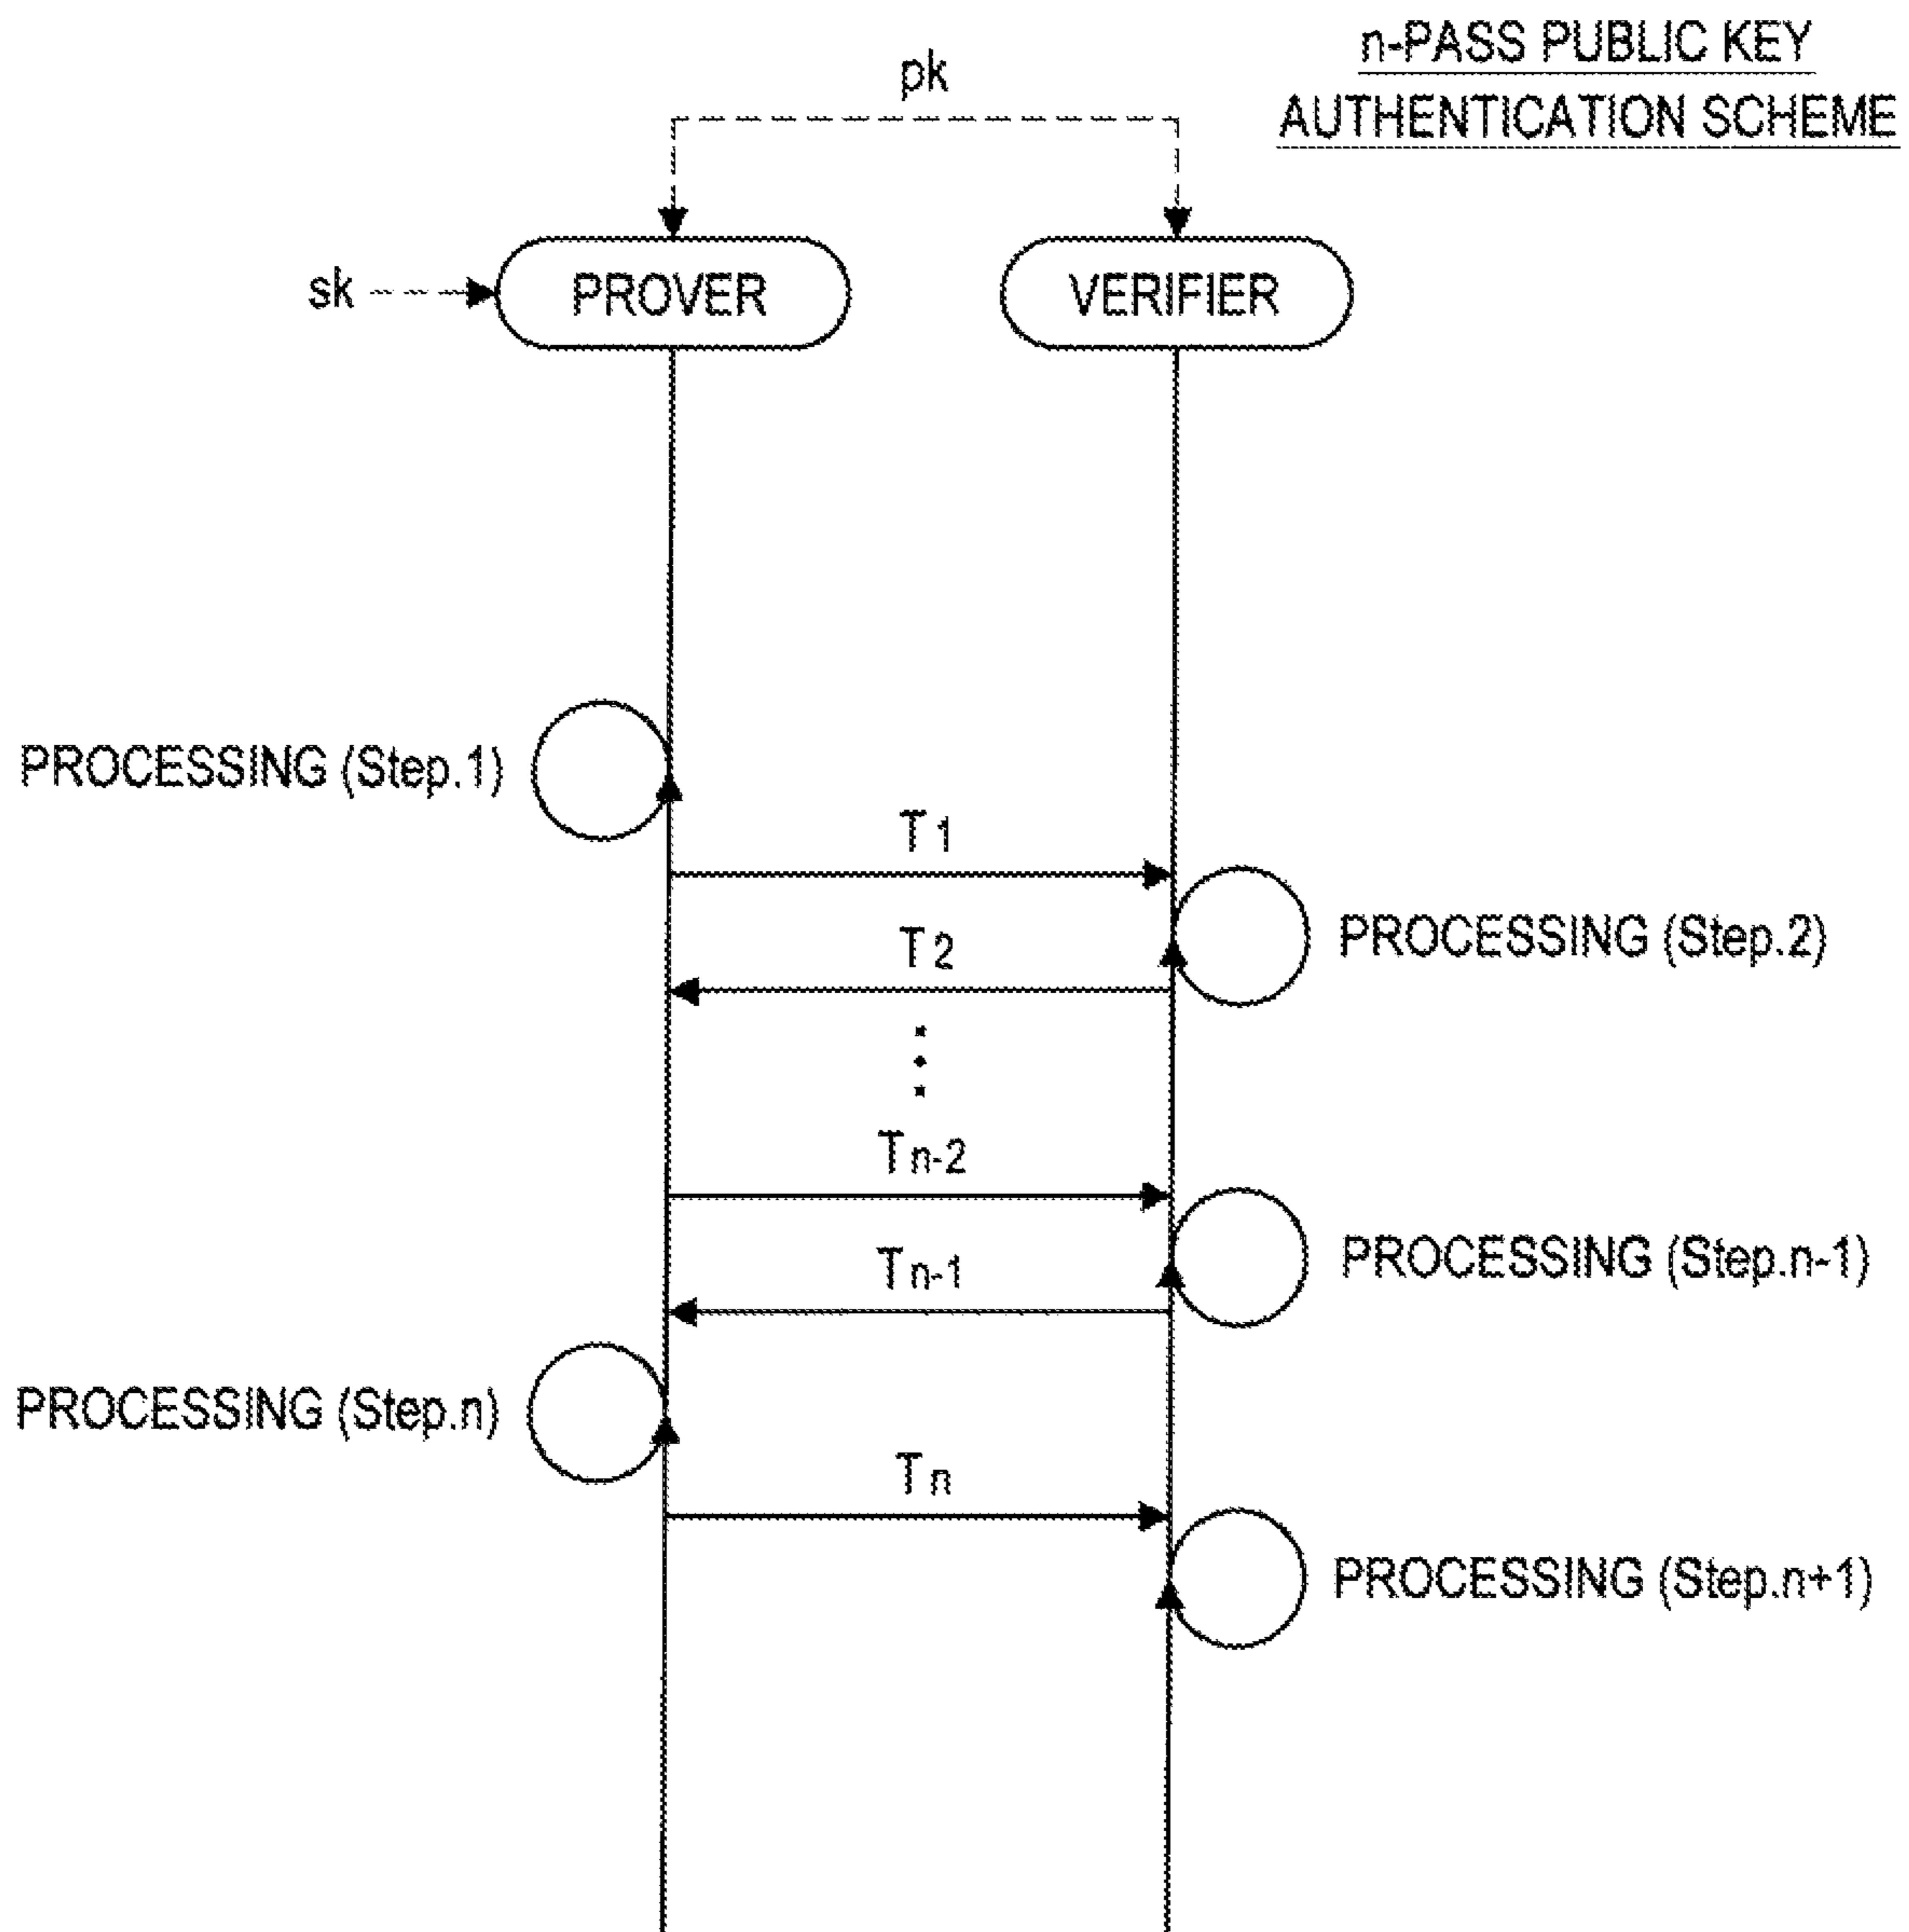 n-PASS PUBLIC KEY
AUTHENTICATION SCHEME
pk
sk
PROVER
VERIFIER
PROCESSING (Step.1)
T1
PROCESSING (Step.2)
T2
Tn-2
PROCESSING (Step.n-1)
Tn-1
PROCESSING (Step.n)
Tn
PROCESSING (Step.n+1)